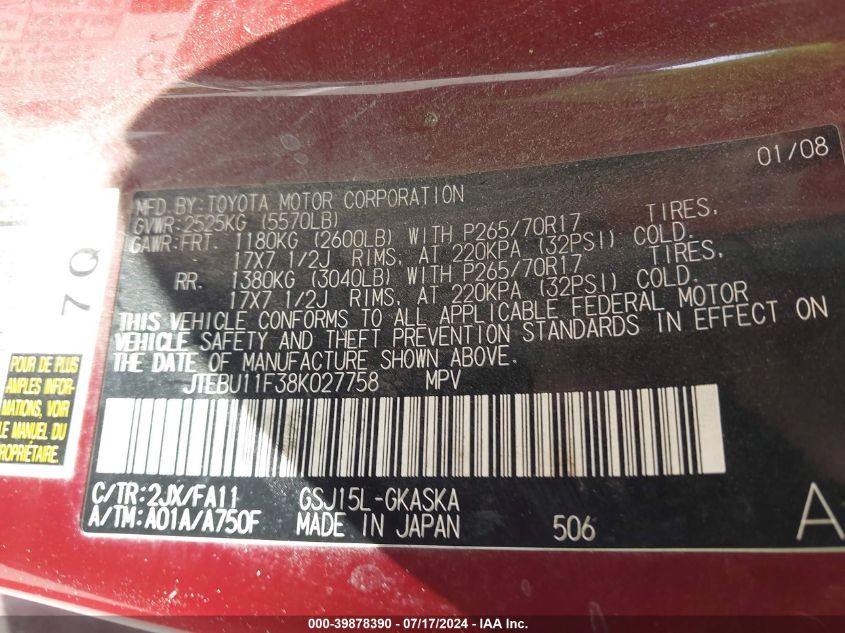 01/08
MFD. BY: TOYOTA MOTOR CORPORATION
GVWR: 2525KG (5570LB)
GAWR: FRT. 1180KG (2600LB) WITH P265/70R17 TIRES,
17X7 1/2J RIMS, AT 220KPA (32PSI) COLD.
RR. 1380KG (3040LB) WITH P265/70R17 TIRES,
17X7 1/2J RIMS, AT 220KPA (32PSI) COLD.
THIS VEHICLE CONFORMS TO ALL APPLICABLE FEDERAL MOTOR
VEHICLE SAFETY AND THEFT PREVENTION STANDARDS IN EFFECT ON
THE DATE OF MANUFACTURE SHOWN ABOVE.
JTEBU11F38K027758 MPV
C/TR: 2JX/FA11 GSJ15L-GKASKA
A/TM: A01A/A750F MADE IN JAPAN 506 A
7 Q
POUR DE PLUS
AMPLES INFOR-
MATIONS, VOIR
LE MANUEL DU
PROPRIÉTAIRE.
000-39878390 - 07/17/2024 - IAA Inc.